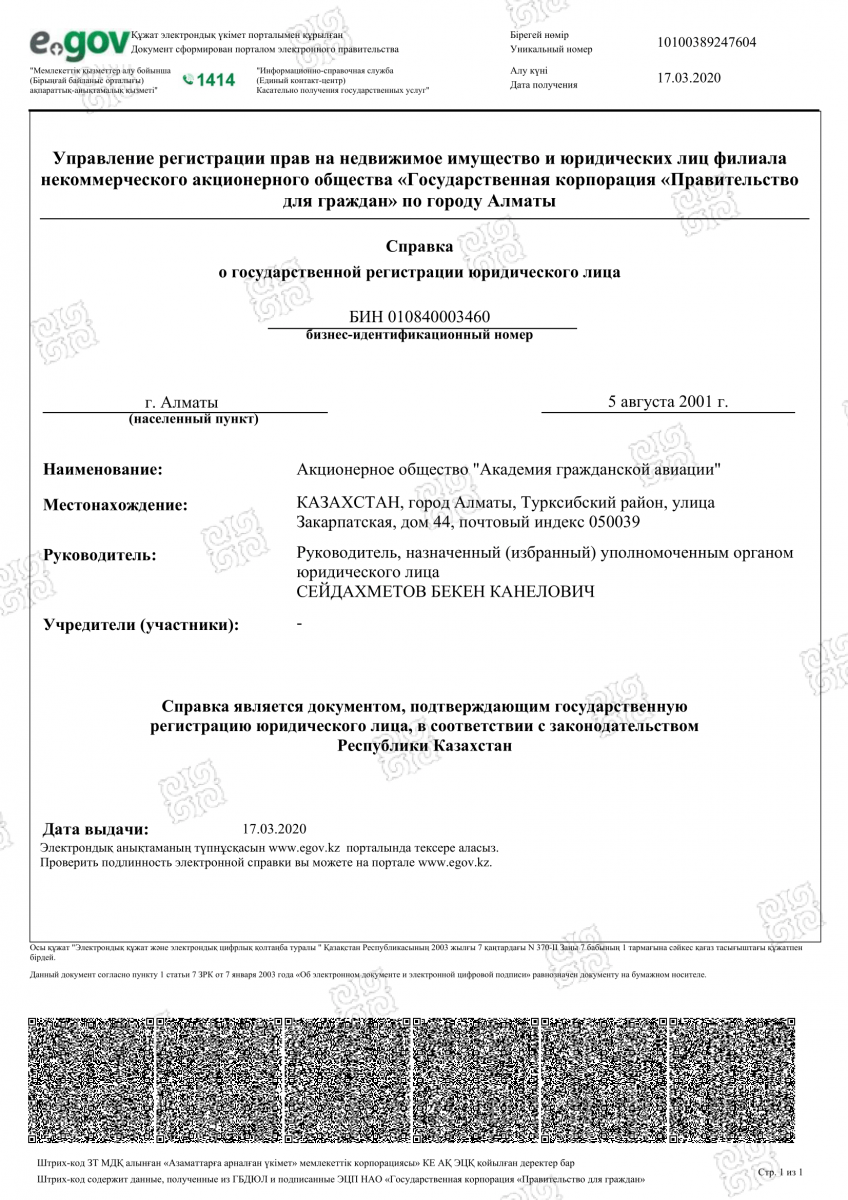 e.gov
Құжат электрондық үкімет порталымен құрылған
Документ сформирован порталом электронного правительства
"Мемлекеттік қызметтер алу бойынша
(Бірыңғай байланыс орталығы)
ақпараттық-анықтамалық қызметі"
1414
"Информационно-справочная служба
(Единый контакт-центр)
Касательно получения государственных услуг"
Бірегей нөмір
Уникальный номер
10100389247604
Алу күні
Дата получения
17.03.2020
Управление регистрации прав на недвижимое имущество и юридических лиц филиала
некоммерческого акционерного общества «Государственная корпорация «Правительство
для граждан» по городу Алматы
Справка
о государственной регистрации юридического лица
БИН 010840003460
бизнес-идентификационный номер
г. Алматы
(населенный пункт)
5 августа 2001 г.
Наименование:
Акционерное общество "Академия гражданской авиации"
Местонахождение:
КАЗАХСТАН, город Алматы, Турксибский район, улица
Закарпатская, дом 44, почтовый индекс 050039
Руководитель:
Руководитель, назначенный (избранный) уполномоченным органом
юридического лица
СЕЙДАХМЕТОВ БЕКЕН КАНЕЛОВИЧ
Учредители (участники):
-
Справка является документом, подтверждающим государственную
регистрацию юридического лица, в соответствии с законодательством
Республики Казахстан
Дата выдачи:
17.03.2020
Электрондық анықтаманың түпнұсқасын www.egov.kz порталында тексере аласыз.
Проверить подлинность электронной справки вы можете на портале www.egov.kz.
Осы құжат "Электрондық құжат және электрондық цифрлық қолтаңба туралы " Қазақстан Республикасының 2003 жылғы 7 қаңтардағы N 370-II Заңы 7 бабының 1 тармағына сәйкес қағаз тасығыштағы құжатпен
бірдей.
Данный документ согласно пункту 1 статьи 7 ЗРК от 7 января 2003 года «Об электронном документе и электронной цифровой подписи» равнозначен документу на бумажном носителе.
Штрих-код ЗТ МДҚ алынған «Азаматтарға арналған үкімет» мемлекеттік корпорациясы» КЕ АҚ ЭЦҚ қойылған деректер бар
Штрих-код содержит данные, полученные из ГБДЮЛ и подписанные ЭЦП НАО «Государственная корпорация «Правительство для граждан»
Стр. 1 из 1